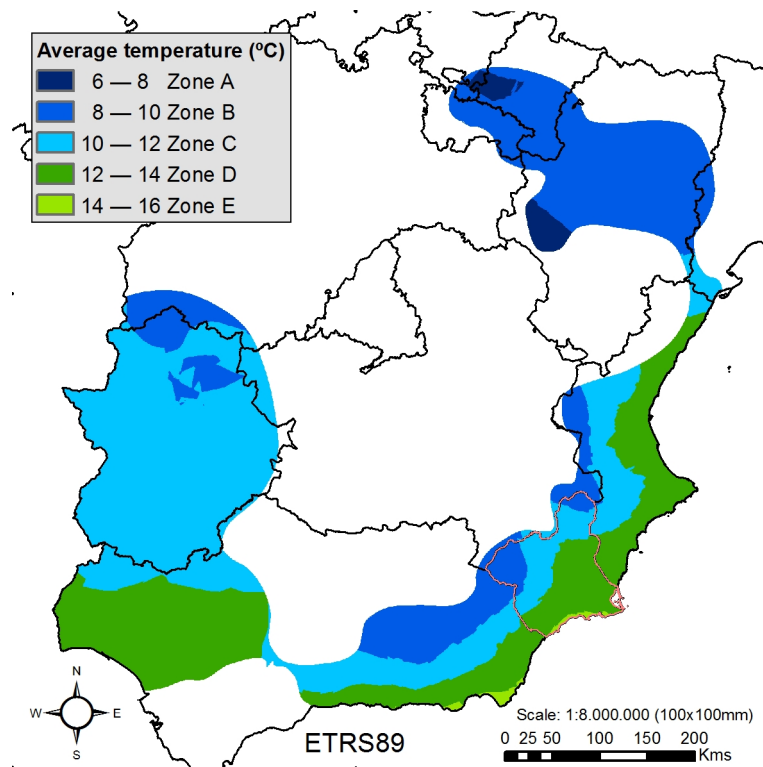 Average temperature (ºC)
6 — 8 Zone A
8 — 10 Zone B
10 — 12 Zone C
12 — 14 Zone D
14 — 16 Zone E
N
W E
S
ETRS89
Scale: 1:8.000.000 (100x100mm)
0 25 50 100 150 200
Kms